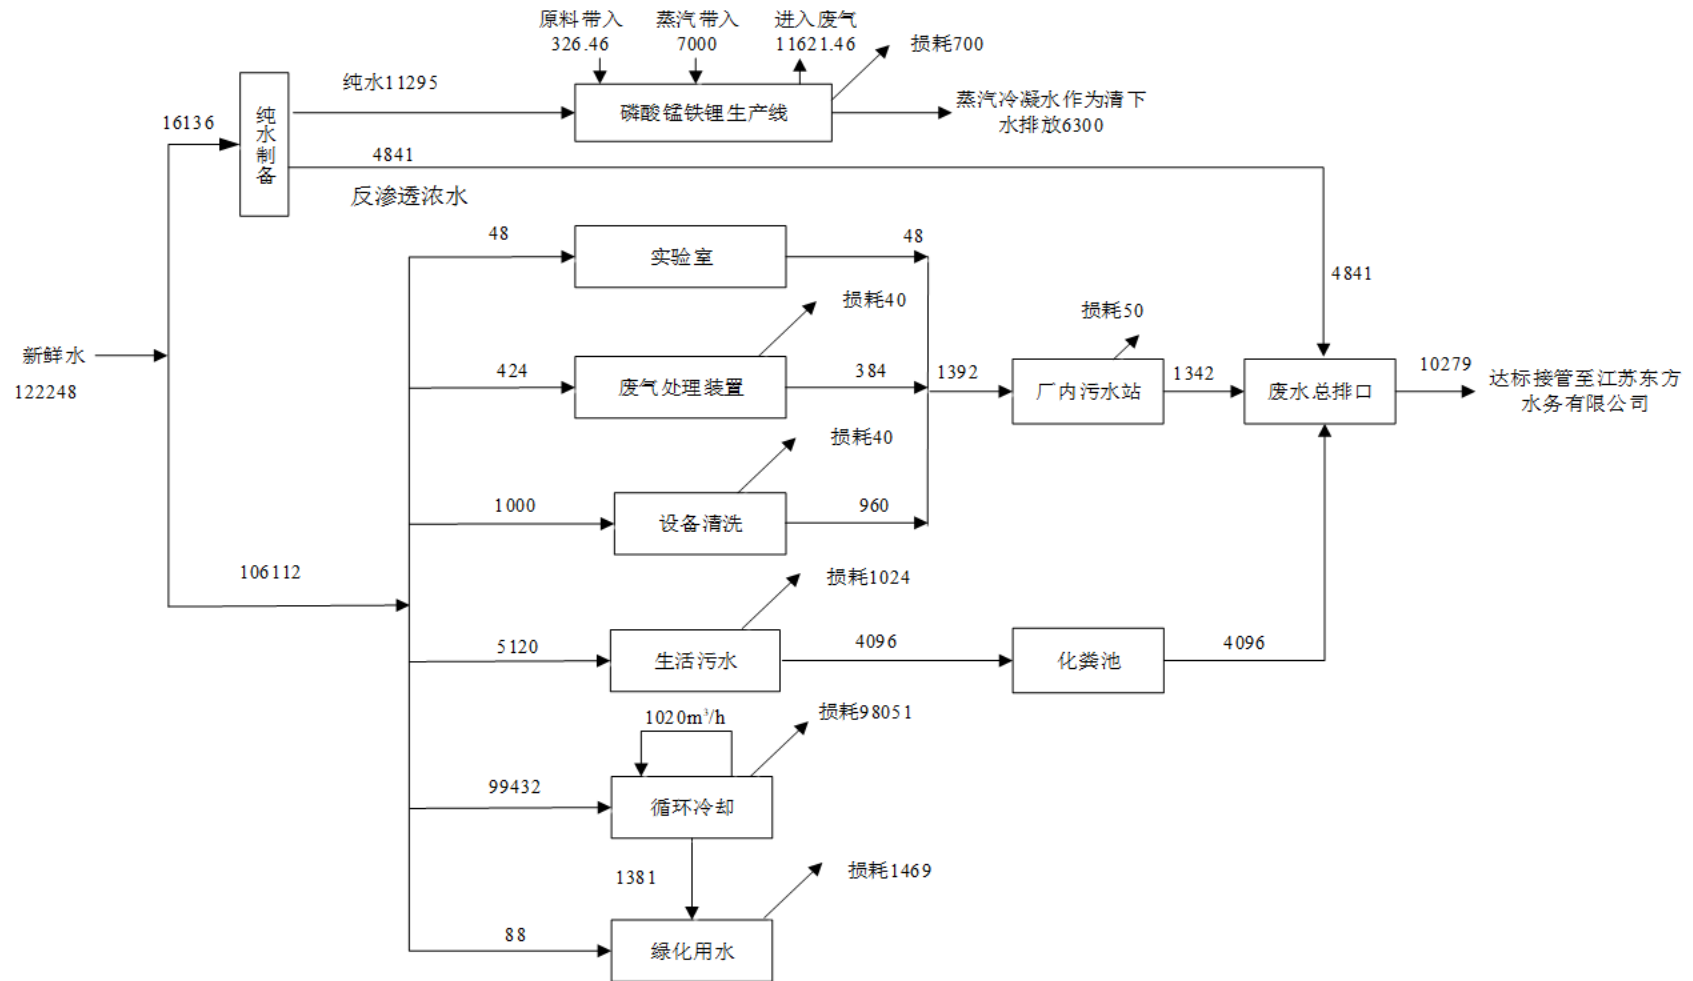 原料带入
326.46
蒸汽带入
7000
进入废气
11621.46
损耗700
纯水11295
磷酸锰铁锂生产线
蒸汽冷凝水作为清下
水排放6300
16136
纯水制备
4841
反渗透浓水
48
实验室
48
4841
损耗40
损耗50
新鲜水
122248
424
废气处理装置
384
1392
厂内污水站
1342
废水总排口
10279
达标接管至江苏东方
水务有限公司
损耗40
1000
设备清洗
960
106112
损耗1024
5120
生活污水
4096
化粪池
4096
1020m³/h
损耗98051
99432
循环冷却
1381
损耗1469
88
绿化用水